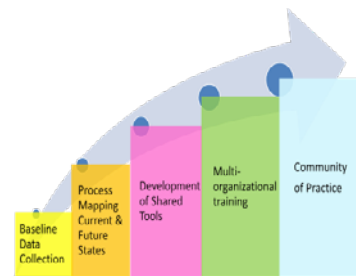 Baseline
Data
Collection
Process
Mapping
Current &
Future
States
Development
of Shared
Tools
Multi-
organizational
training
Community
of Practice